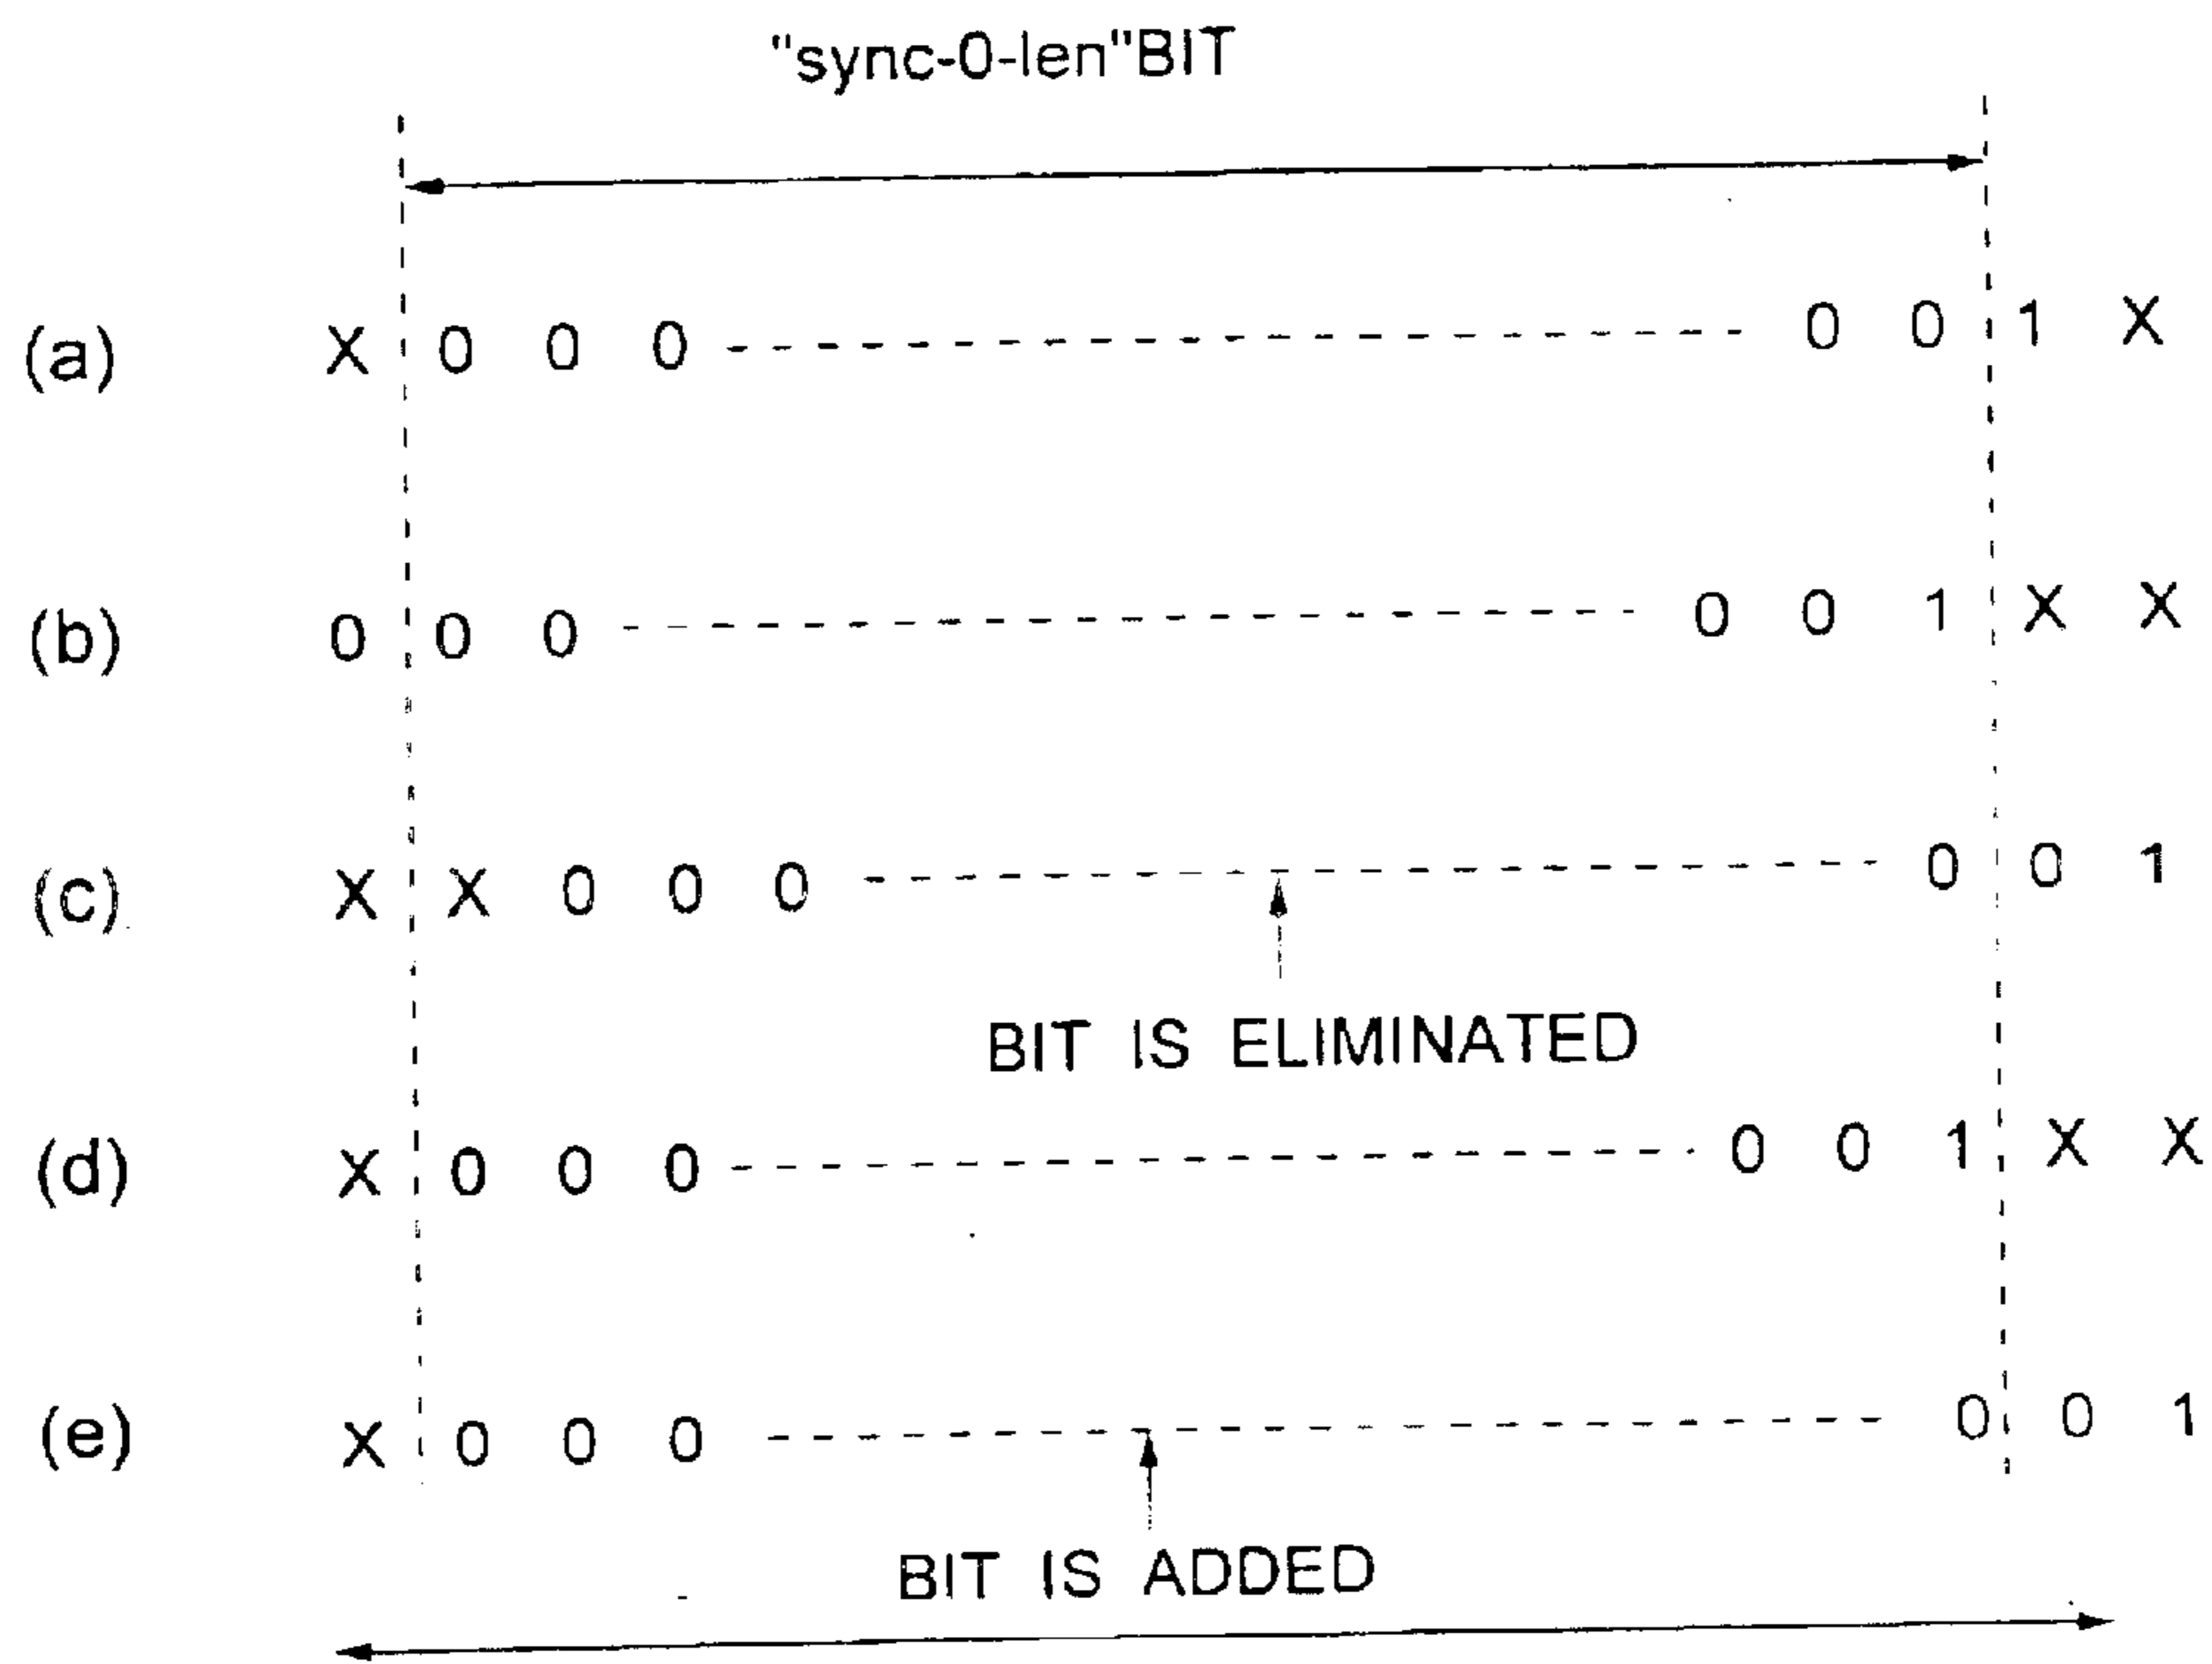 "sync-0-len"BIT
(a) X 0 0 0 0 0 1 X
(b) 0 0 0 0 0 1 X X
(c) X X 0 0 0 0 0 1
BIT IS ELIMINATED
(d) X 0 0 0 0 0 1 X X
(e) X 0 0 0 0 0 1
BIT IS ADDED